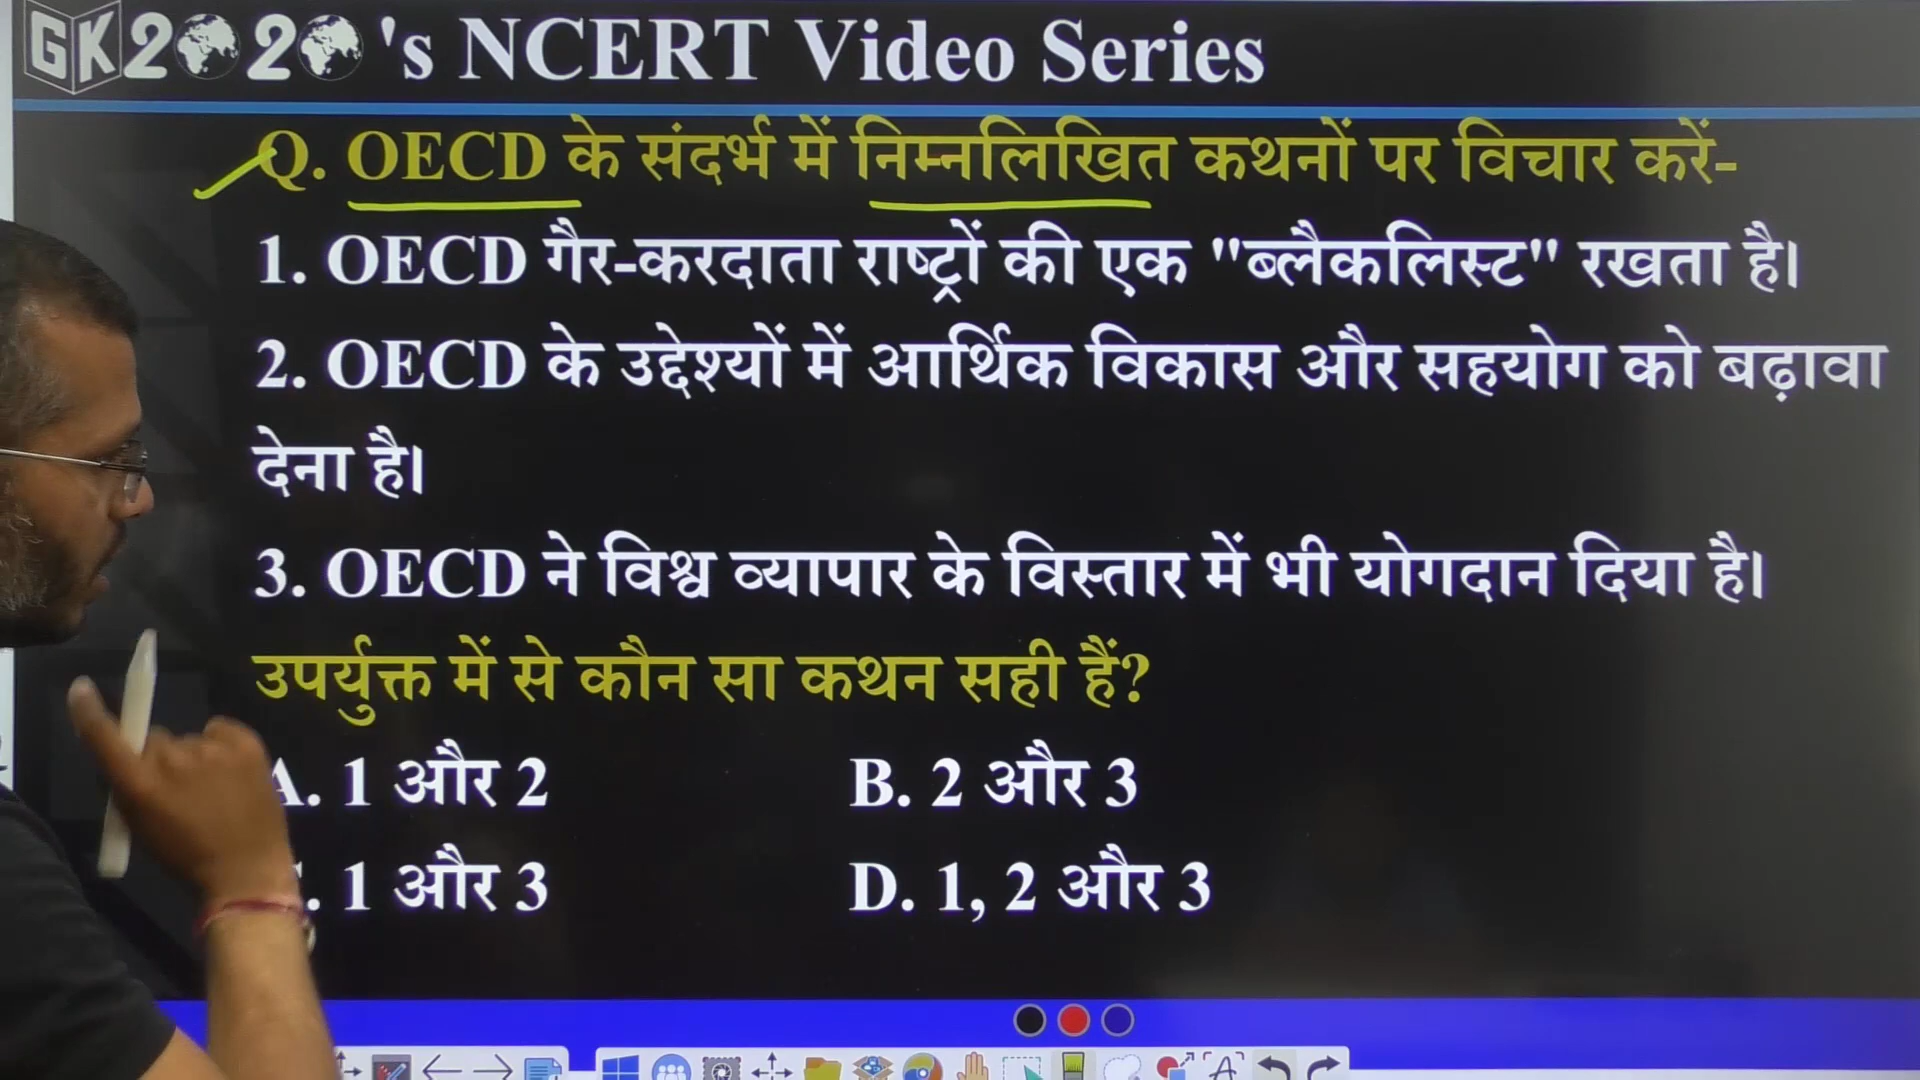 GK2020's NCERT Video Series
Q. OECD के संदर्भ में निम्नलिखित कथनों पर विचार करें-
1. OECD गैर-करदाता राष्ट्रों की एक "ब्लैकलिस्ट" रखता है।
2. OECD के उद्देश्यों में आर्थिक विकास और सहयोग को बढ़ावा
देना है।
3. OECD ने विश्व व्यापार के विस्तार में भी योगदान दिया है।
उपर्युक्त में से कौन सा कथन सही हैं?
A. 1 और 2 B. 2 और 3
. 1 और 3 D. 1, 2 और 3